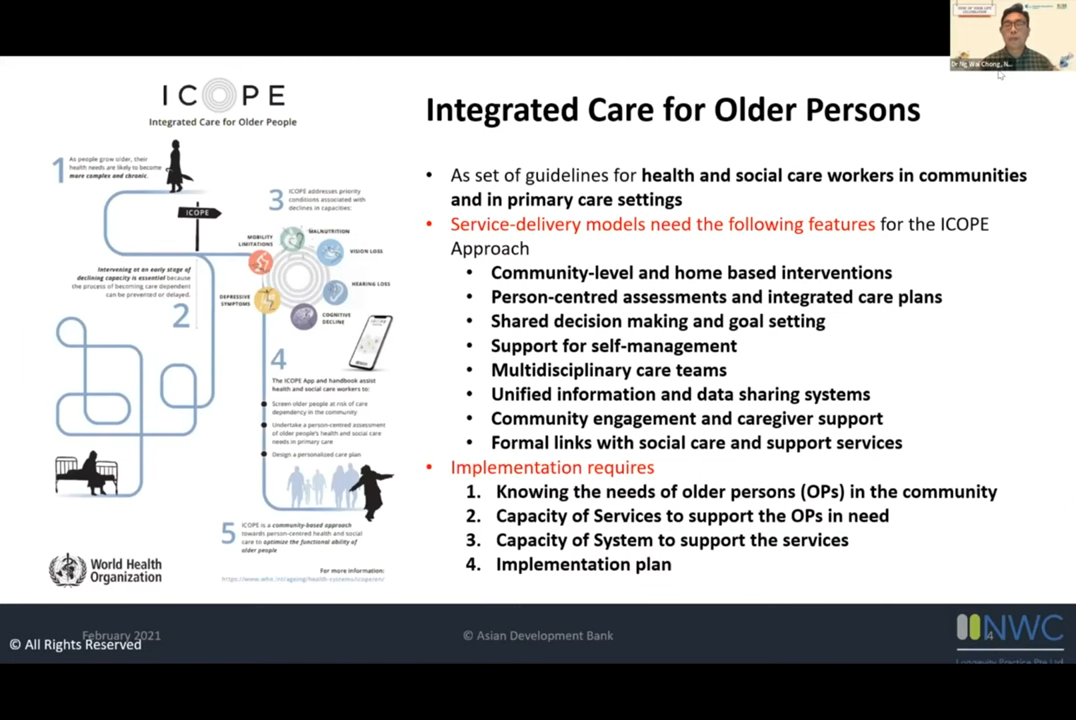 Dr Ng Wai Chong, N...
ICOPE
Integrated Care for Older People
1
As people grow older, their
health needs are likely to become
more complex and chronic.
ICOPE
Intervening at an early stage of
declining capacity is essential because
the process of becoming care dependent
can be prevented or delayed.
2
3
ICOPE addresses priority
conditions associated with
declines in capacities:
MOBILITY
LIMITATIONS
MALNUTRITION
VISION LOSS
HEARING LOSS
COGNITIVE
DECLINE
DEPRESSIVE
SYMPTOMS
4
The ICOPE App and handbook assist
health and social care workers to:
Screen older people at risk of care
dependency in the community
Undertake a person-centred assessment
of older people's health and social care
needs in primary care
Design a personalized care plan
5
ICOPE is a community-based approach
towards person-centred health and social
care to optimize the functional ability of
older people
For more information:
https://www.who.int/ageing/health-systems/icope/en/
World Health
Organization
Integrated Care for Older Persons
• As set of guidelines for health and social care workers in communities
and in primary care settings
• Service-delivery models need the following features for the ICOPE
Approach
• Community-level and home based interventions
• Person-centred assessments and integrated care plans
• Shared decision making and goal setting
• Support for self-management
• Multidisciplinary care teams
• Unified information and data sharing systems
• Community engagement and caregiver support
• Formal links with social care and support services
• Implementation requires
1. Knowing the needs of older persons (OPs) in the community
2. Capacity of Services to support the OPs in need
3. Capacity of System to support the services
4. Implementation plan
February 2021
© All Rights Reserved
© Asian Development Bank
4
NWC
Longevity Practice Pte Ltd